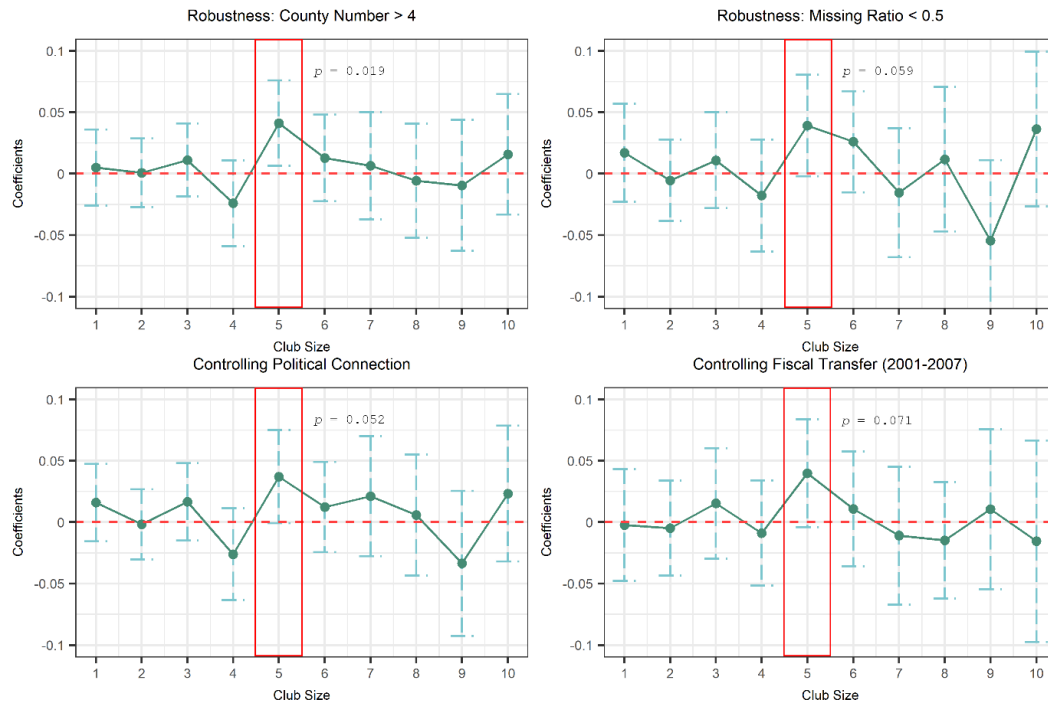 Robustness: County Number > 4
0.1
0.05
0
-0.05
-0.1
Coefficients
p = 0.019
1 2 3 4 5 6 7 8 9 10
Club Size
Robustness: Missing Ratio < 0.5
0.1
0.05
0
-0.05
-0.1
Coefficients
p = 0.059
1 2 3 4 5 6 7 8 9 10
Club Size
Controlling Political Connection
0.1
0.05
0
-0.05
-0.1
Coefficients
p = 0.052
1 2 3 4 5 6 7 8 9 10
Club Size
Controlling Fiscal Transfer (2001-2007)
0.1
0.05
0
-0.05
-0.1
Coefficients
p = 0.071
1 2 3 4 5 6 7 8 9 10
Club Size